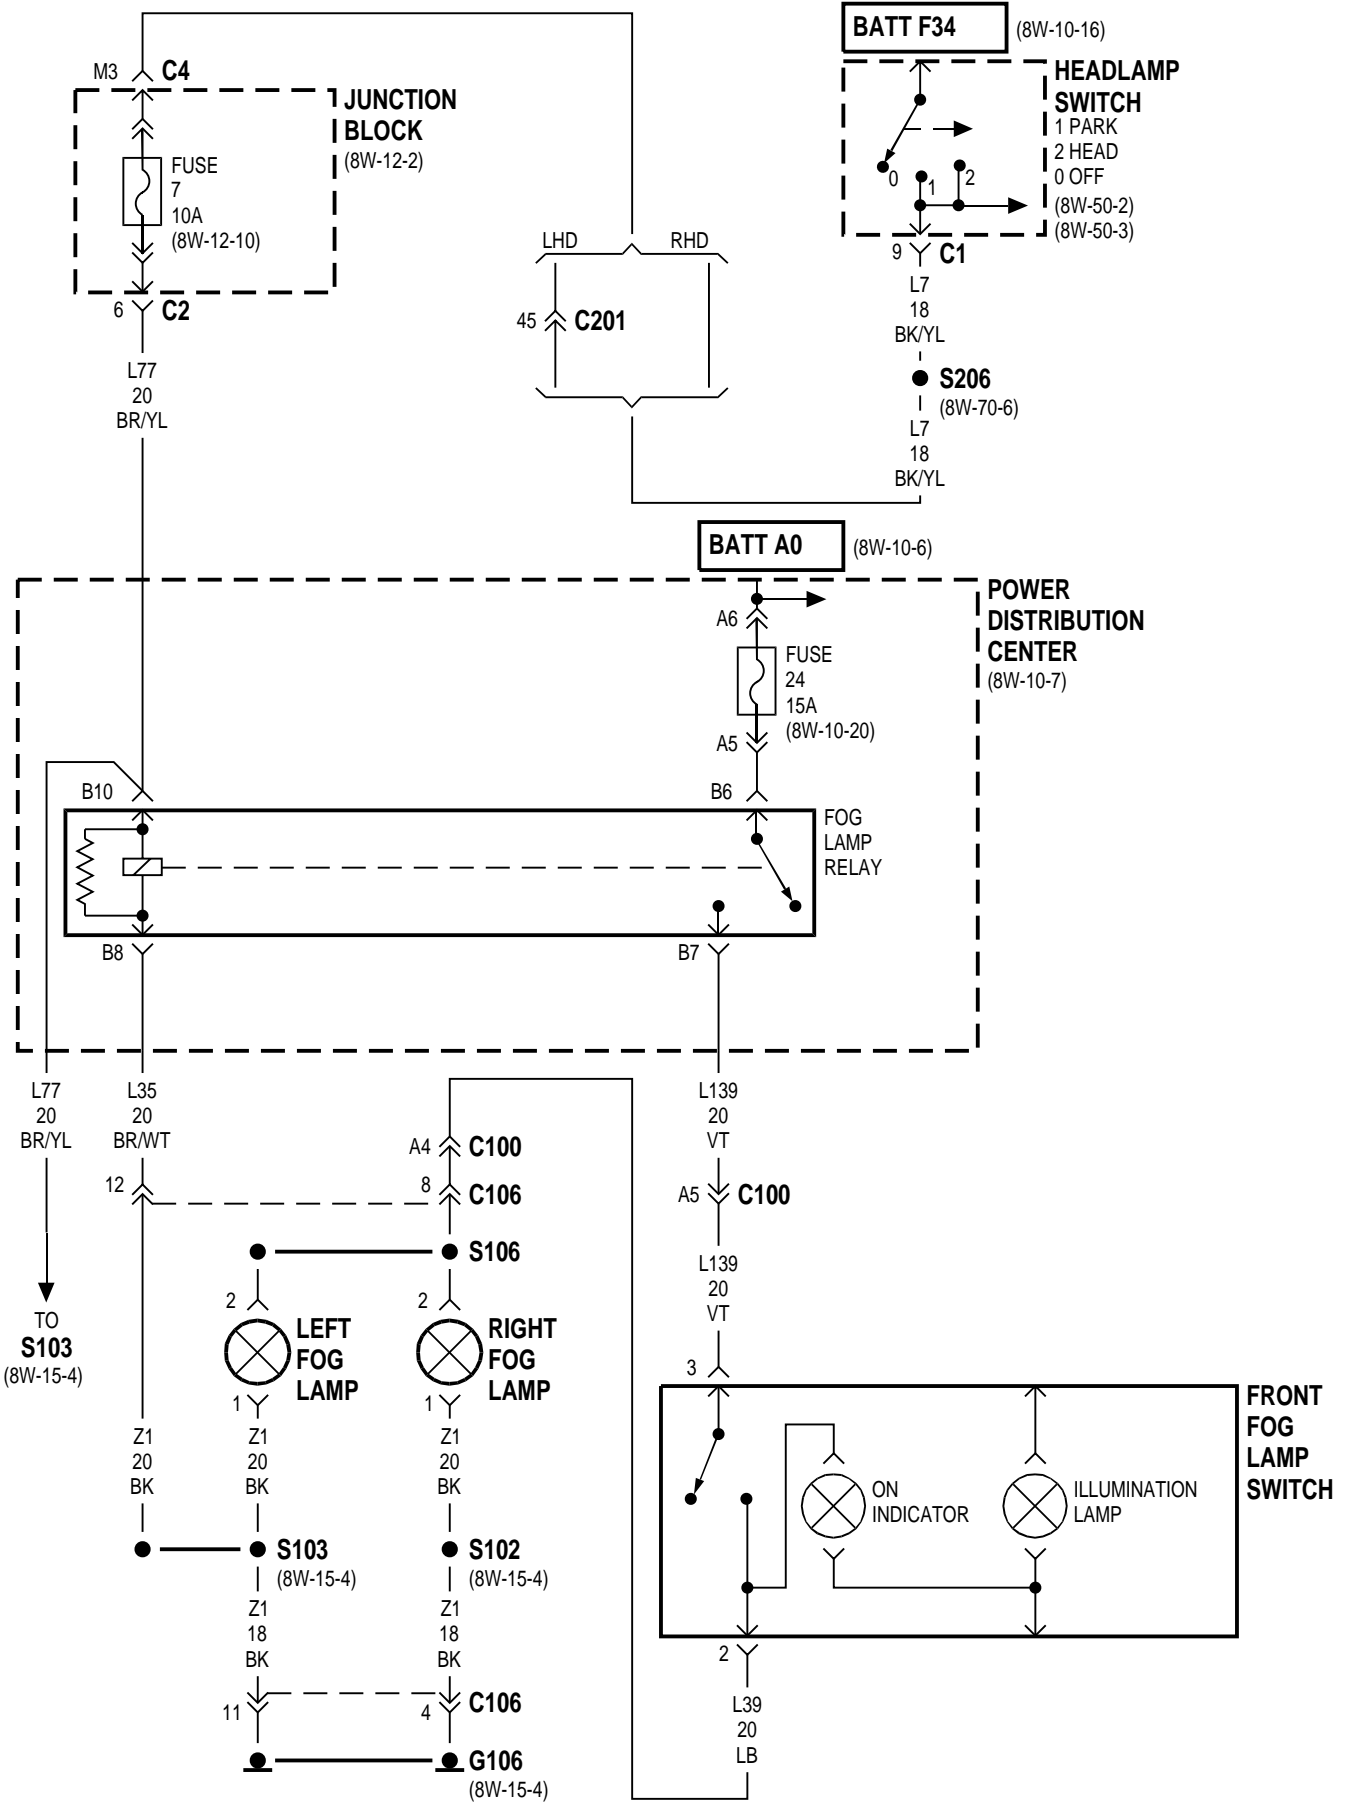 BATT F34
(8W-10-16)
M3
C4
JUNCTION
BLOCK
(8W-12-2)
FUSE
7
10A
(8W-12-10)
6
C2
L77
20
BR/YL
LHD
RHD
45
C201
HEADLAMP
SWITCH
1 PARK
2 HEAD
0 OFF
(8W-50-2)
(8W-50-3)
0
1
2
9
C1
L7
18
BK/YL
S206
(8W-70-6)
L7
18
BK/YL
BATT A0
(8W-10-6)
POWER
DISTRIBUTION
CENTER
(8W-10-7)
A6
FUSE
24
15A
(8W-10-20)
A5
B10
B6
FOG
LAMP
RELAY
B8
B7
L77
20
BR/YL
L35
20
BR/WT
L139
20
VT
A4
C100
12
8
C106
A5
C100
S106
L139
20
VT
2
LEFT
FOG
LAMP
2
RIGHT
FOG
LAMP
TO
S103
(8W-15-4)
1
1
3
FRONT
FOG
LAMP
SWITCH
ON
INDICATOR
ILLUMINATION
LAMP
Z1
20
BK
Z1
20
BK
Z1
20
BK
S103
(8W-15-4)
S102
(8W-15-4)
Z1
18
BK
Z1
18
BK
2
11
4
C106
L39
20
LB
G106
(8W-15-4)